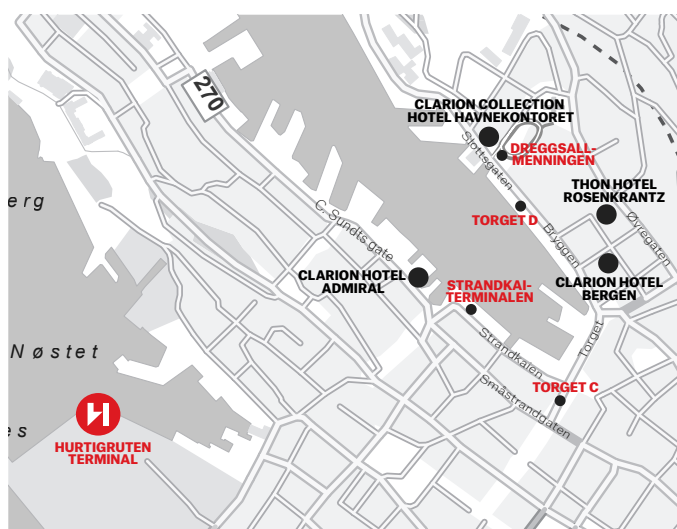 270
CLARION COLLECTION
HOTEL HAVNEKONTORET
DREGGSALL-
MENNINGEN
Slottsgaten
THON HOTEL
ROSENKRANTZ
erg
TORGET D
C. Sundts gate
Bryggen
Øvregaten
CLARION HOTEL
ADMIRAL
STRANDKAI-
TERMINALEN
CLARION HOTEL
BERGEN
Nøstet
Strandkaien
Torget
Småstrandgaten
TORGET C
H
es
HURTIGRUTEN
TERMINAL